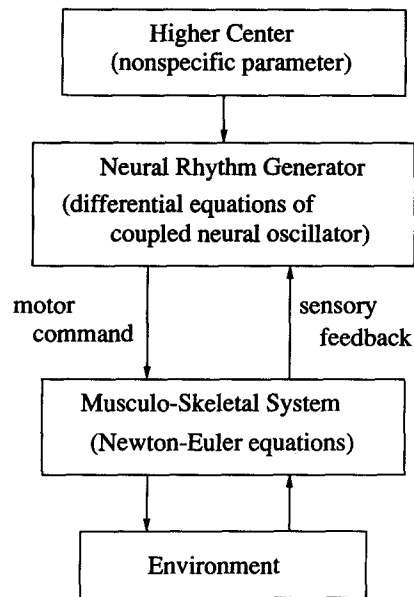 Higher Center
(nonspecific parameter)
Neural Rhythm Generator
(differential equations of
coupled neural oscillator)
motor
command
sensory
feedback
Musculo-Skeletal System
(Newton-Euler equations)
Environment